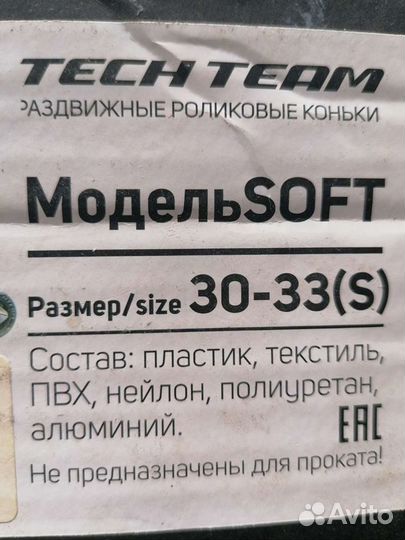 TECH TEAM
РАЗДВИЖНЫЕ РОЛИКОВЫЕ КОНЬКИ
МодельSOFT
Размер/size 30-33(S)
Состав: пластик, текстиль,
ПВХ, нейлон, полиуретан,
алюминий.
EAC
Не предназначены для проката!
Avito